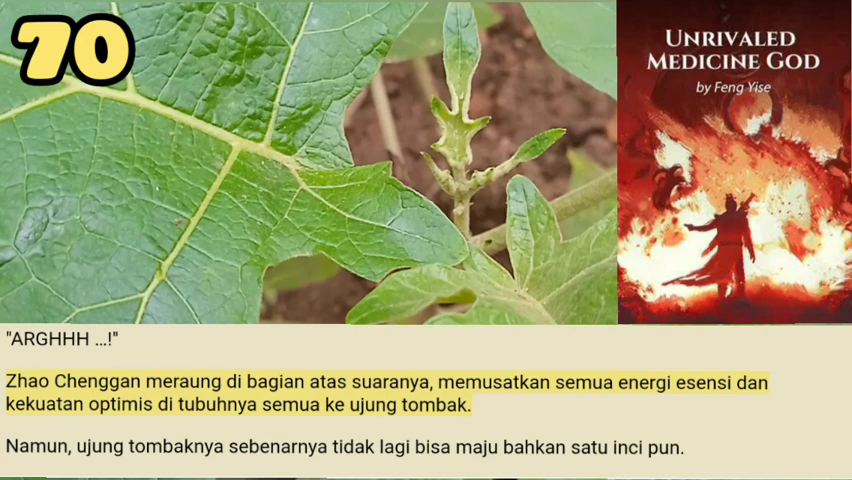 70
UNRIVALED
MEDICINE GOD
by Feng Yise
"ARGHHH ...!"
Zhao Chenggan meraung di bagian atas suaranya, memusatkan semua energi esensi dan
kekuatan optimis di tubuhnya semua ke ujung tombak.
Namun, ujung tombaknya sebenarnya tidak lagi bisa maju bahkan satu inci pun.